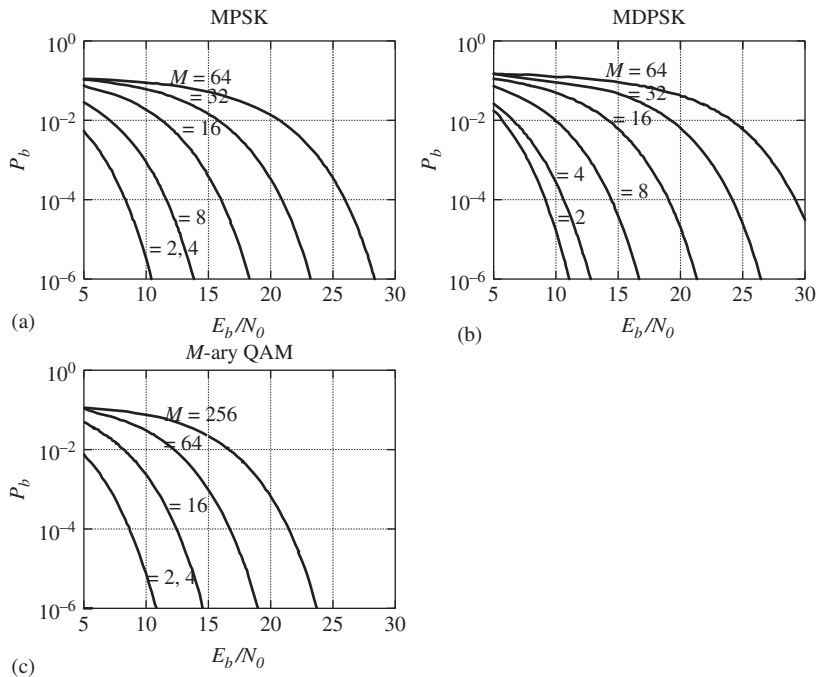 MPSK
10^0
10^−2
10^−4
10^−6
P_b
M = 64
= 32
= 16
= 8
= 2, 4
5 10 15 20 25 30
E_b/N_0
(a)
MDPSK
10^0
10^−2
10^−4
10^−6
P_b
M = 64
= 32
= 16
= 4
= 8
= 2
5 10 15 20 25 30
E_b/N_0
(b)
M-ary QAM
10^0
10^−2
10^−4
10^−6
P_b
M = 256
= 64
= 16
= 2, 4
5 10 15 20 25 30
E_b/N_0
(c)